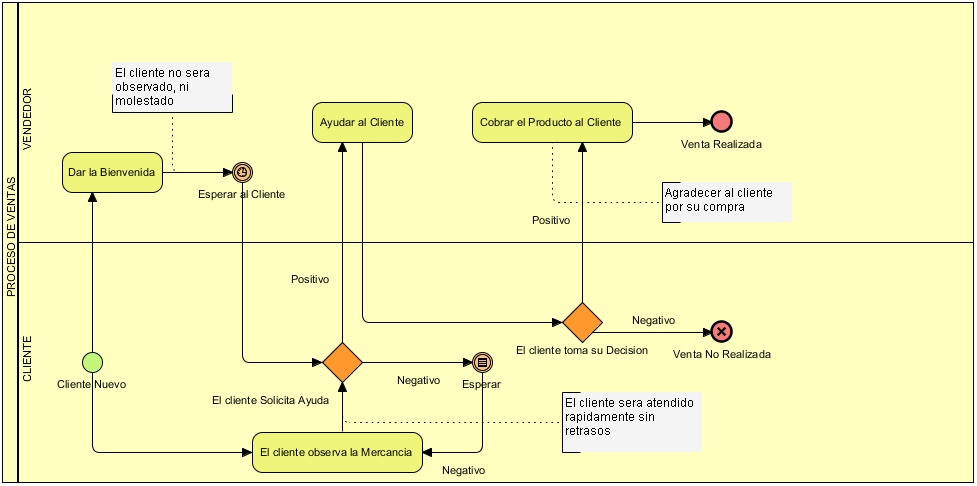 PROCESO DE VENTAS
VENDEDOR
El cliente no sera
observado, ni
molestado
Dar la Bienvenida
Esperar al Cliente
Ayudar al Cliente
Cobrar el Producto al Cliente
Venta Realizada
Agradecer al cliente
por su compra
Positivo
CLIENTE
Positivo
Cliente Nuevo
El cliente Solicita Ayuda
Negativo
Esperar
El cliente toma su Decision
Negativo
Venta No Realizada
El cliente sera atendido
rapidamente sin
retrasos
El cliente observa la Mercancia
Negativo